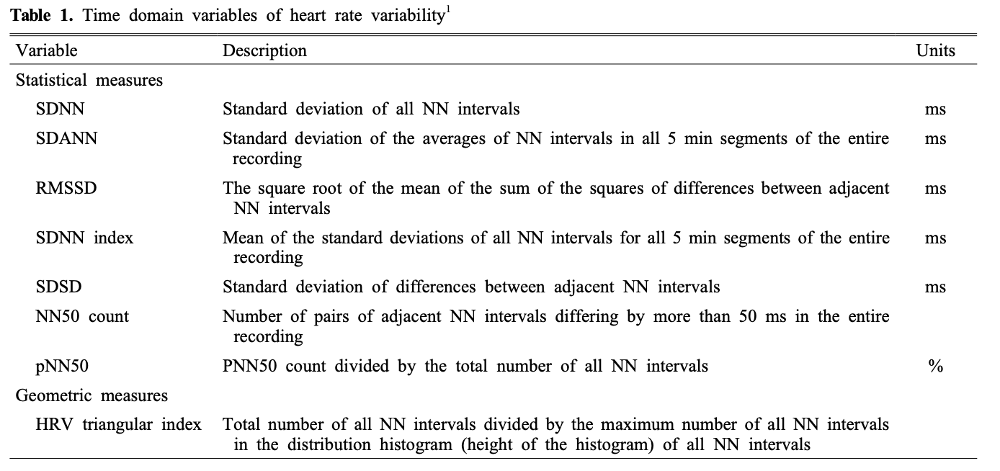 Table 1. Time domain variables of heart rate variability1
Variable Description Units
Statistical measures
SDNN Standard deviation of all NN intervals ms
SDANN Standard deviation of the averages of NN intervals in all 5 min segments of the entire ms
recording
RMSSD The square root of the mean of the sum of the squares of differences between adjacent ms
NN intervals
SDNN index Mean of the standard deviations of all NN intervals for all 5 min segments of the entire ms
recording
SDSD Standard deviation of differences between adjacent NN intervals ms
NN50 count Number of pairs of adjacent NN intervals differing by more than 50 ms in the entire
recording
pNN50 PNN50 count divided by the total number of all NN intervals %
Geometric measures
HRV triangular index Total number of all NN intervals divided by the maximum number of all NN intervals
in the distribution histogram (height of the histogram) of all NN intervals